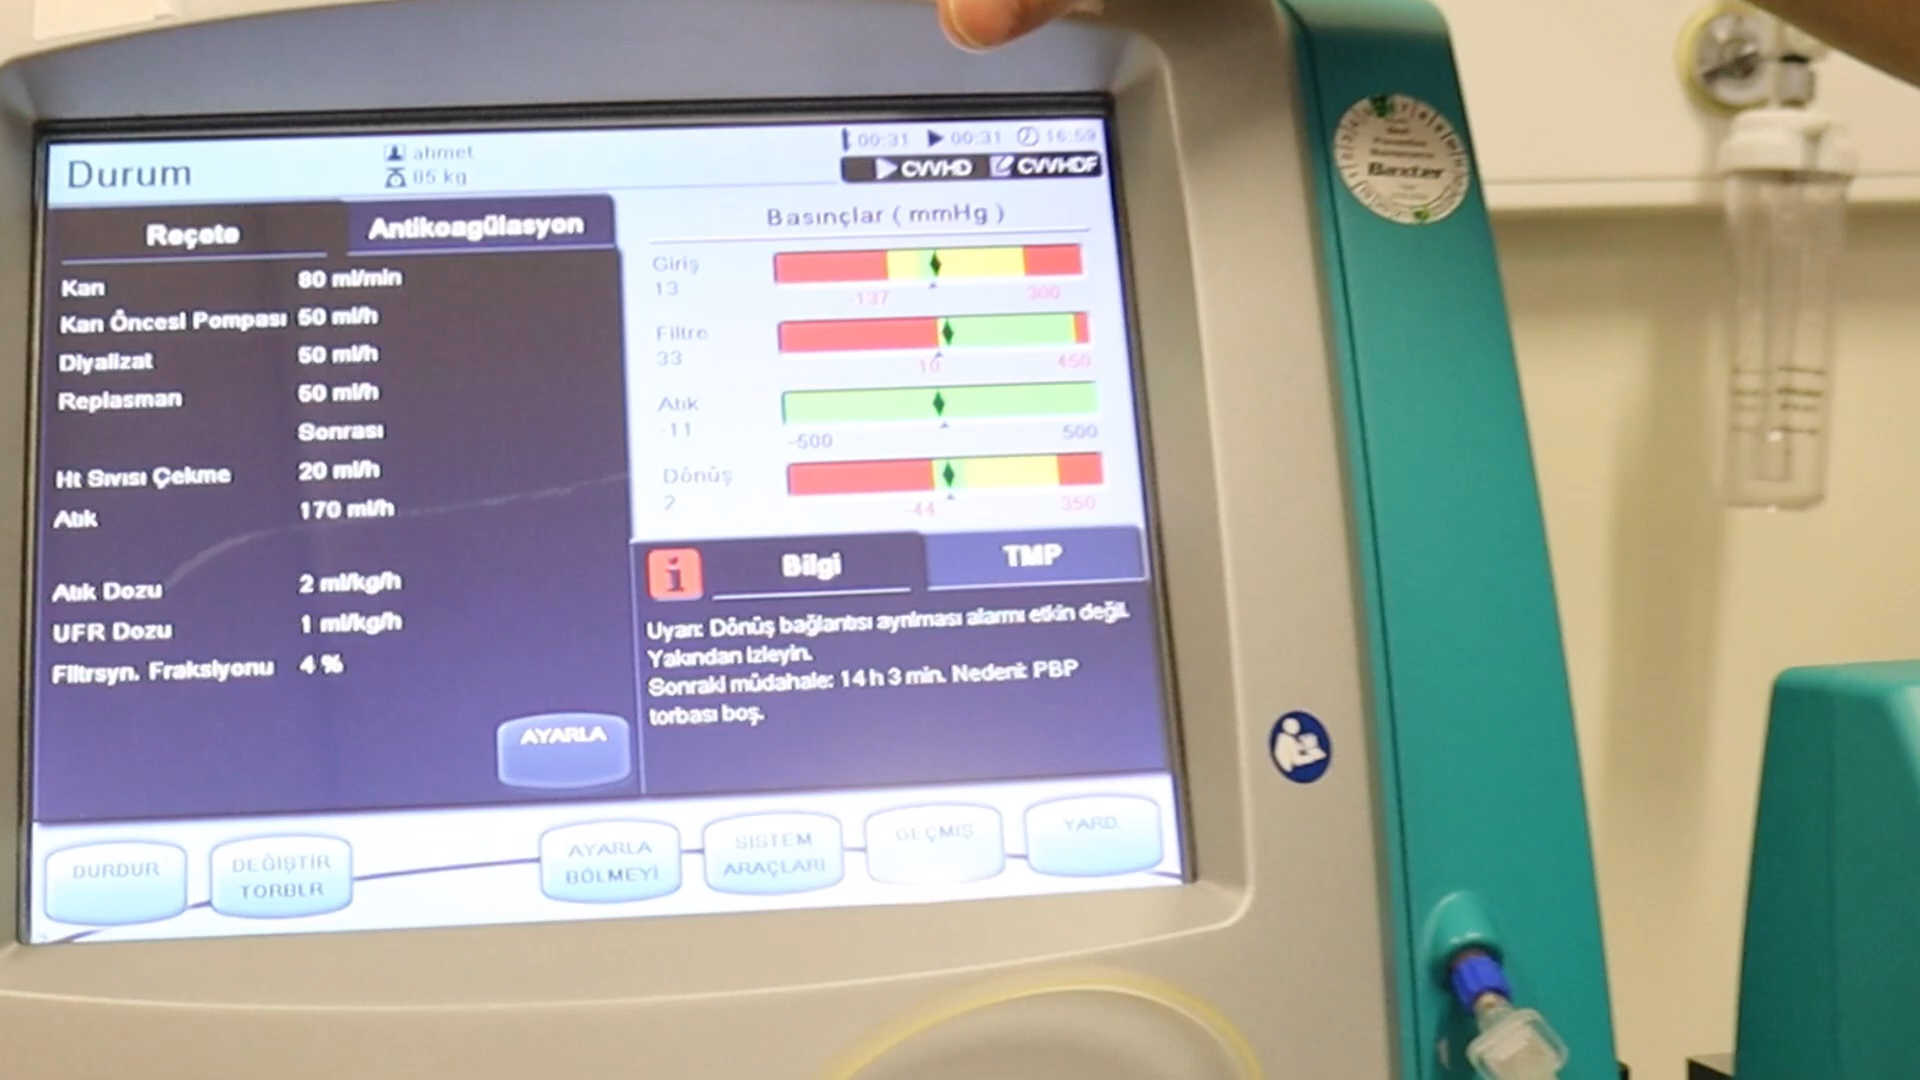 Durum
ahmet
85 kg
00:31 00:31 16:59
CVVHD CVVHDF
Reçete
Antikoagülasyon
Kan 80 ml/min
Kan Öncesi Pompası 50 ml/h
Diyalizat 50 ml/h
Replasman 50 ml/h
Sonrası
Ht Sıvısı Çekme 20 ml/h
Atık 170 ml/h
Atık Dozu 2 ml/kg/h
UFR Dozu 1 ml/kg/h
Filtrsyn. Fraksiyonu 4 %
AYARLA
Basınçlar ( mmHg )
Giriş
13
-137 300
Filtre
33
10 450
Atık
-11
-500 500
Dönüş
2
-44 350
i
Bilgi
TMP
Uyarı: Dönüş bağlantısı ayrılması alarmı etkin değil.
Yakından izleyin.
Sonraki müdahale: 14 h 3 min. Nedeni: PBP
torbası boş.
DURDUR
DEĞİŞTİR
TORBLR
AYARLA
BÖLMEYİ
SİSTEM
ARAÇLARI
GEÇMİŞ
YARD.
Baxter